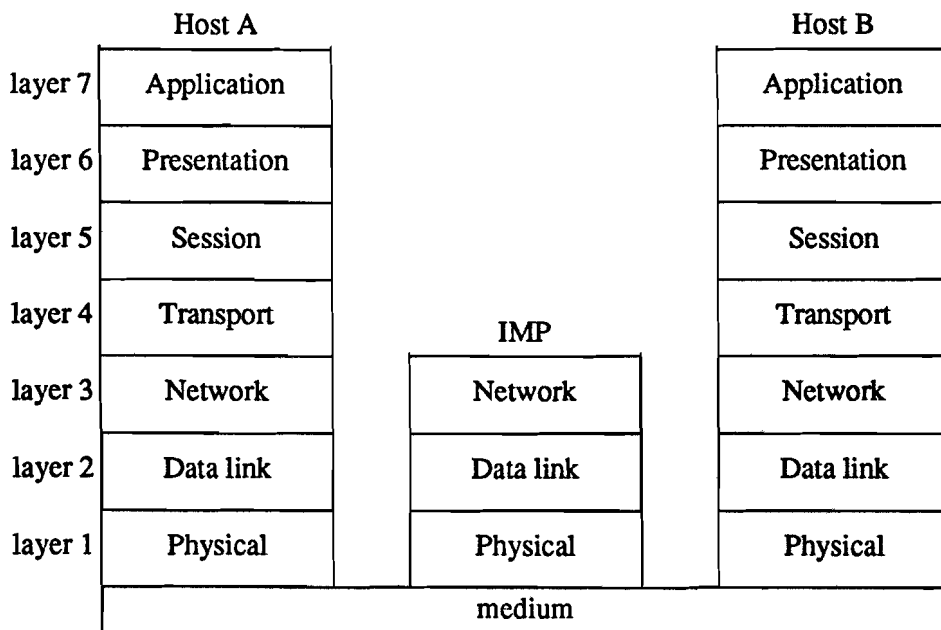 Host A Host B
layer 7 Application Application
layer 6 Presentation Presentation
layer 5 Session Session
layer 4 Transport Transport
IMP
layer 3 Network Network Network
layer 2 Data link Data link Data link
layer 1 Physical Physical Physical
medium